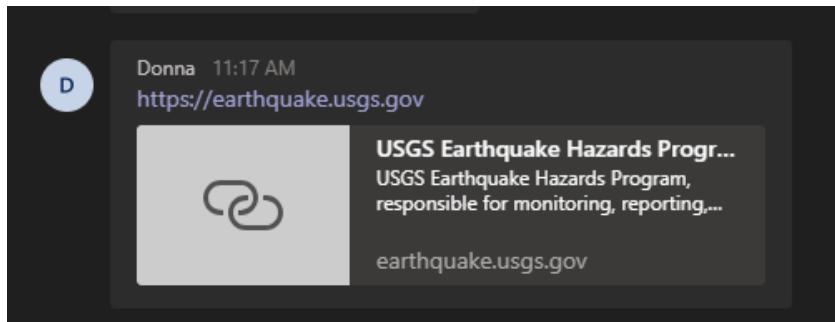 D
Donna 11:17 AM
https://earthquake.usgs.gov
USGS Earthquake Hazards Progr...
USGS Earthquake Hazards Program,
responsible for monitoring, reporting,...
earthquake.usgs.gov